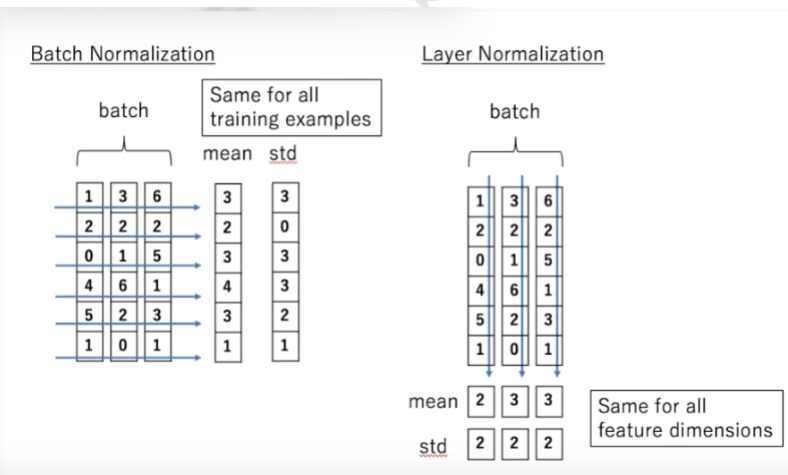 Batch Normalization
Same for all
training examples
batch
mean std
1 3 6 3 3
2 2 2 2 0
0 1 5 3 3
4 6 1 4 3
5 2 3 3 2
1 0 1 1 1
Layer Normalization
batch
1 3 6
2 2 2
0 1 5
4 6 1
5 2 3
1 0 1
mean 2 3 3
std 2 2 2
Same for all
feature dimensions